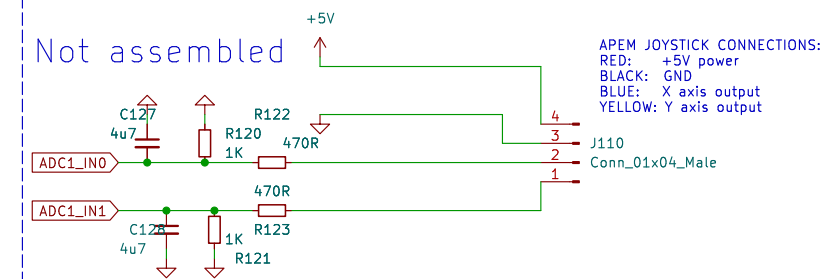 +5V
Not assembled
APEM JOYSTICK CONNECTIONS:
RED: +5V power
BLACK: GND
BLUE: X axis output
YELLOW: Y axis output
C127
4u7
R120
1K
R122
470R
4
3
2
1
J110
Conn_01x04_Male
ADC1_IN0
ADC1_IN1
470R
R123
C128
4u7
1K
R121